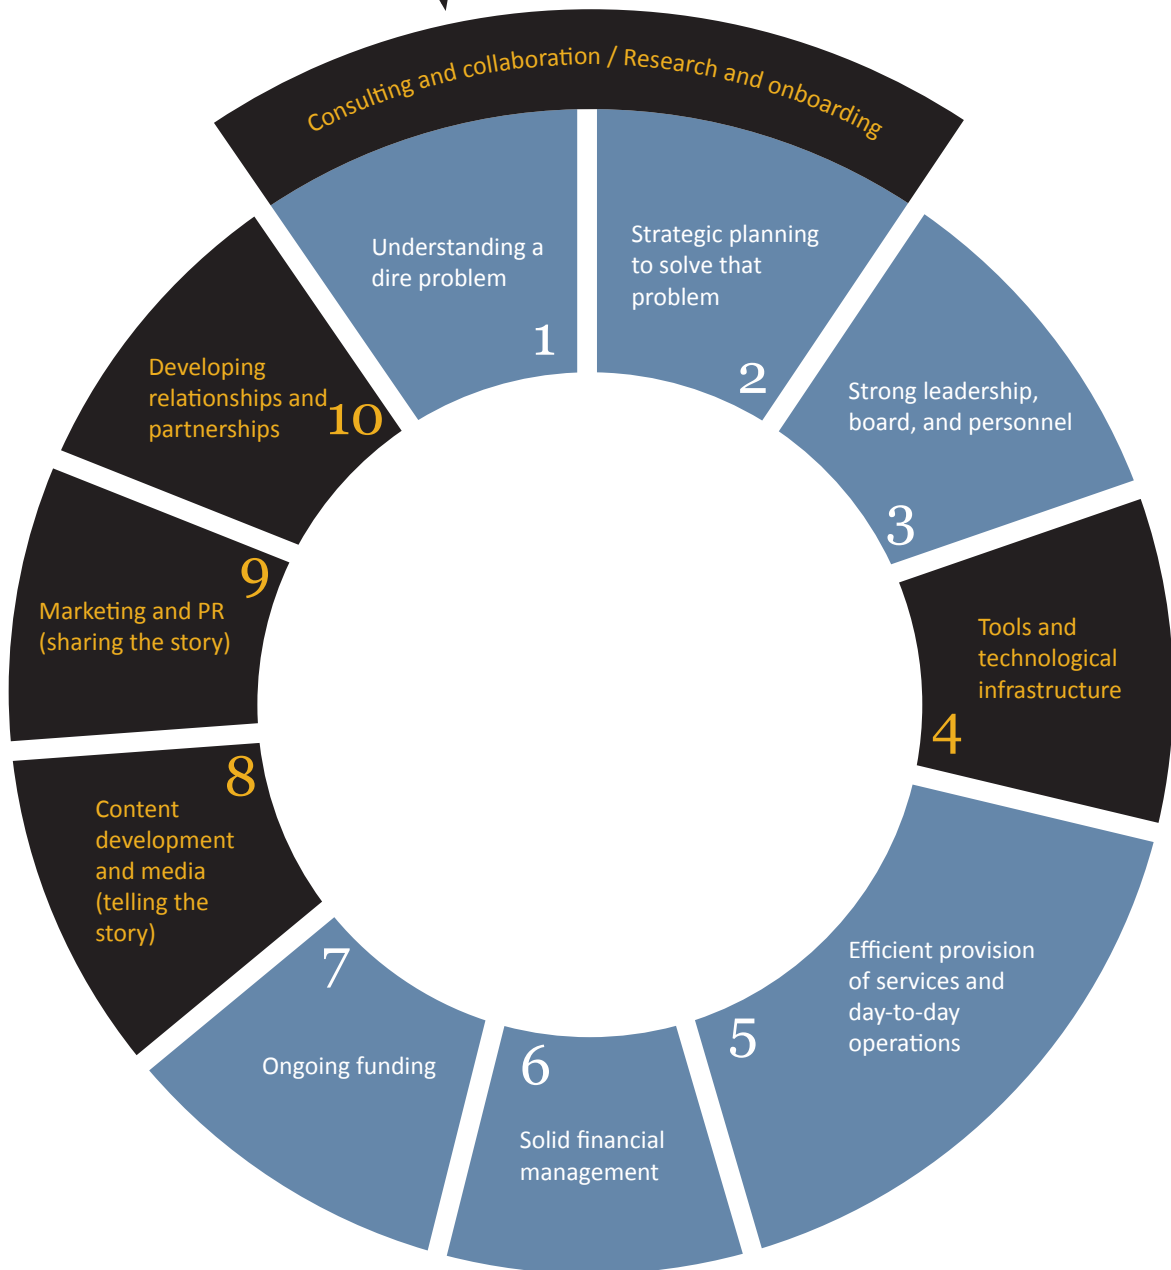 Consulting and collaboration / Research and onboarding
Understanding a
dire problem
1
Strategic planning
to solve that
problem
2
Strong leadership,
board, and personnel
3
Tools and
technological
infrastructure
4
Efficient provision
of services and
day-to-day
operations
5
6
Solid financial
management
7
Ongoing funding
8
Content
development
and media
(telling the
story)
9
Marketing and PR
(sharing the story)
Developing
relationships and
partnerships
10